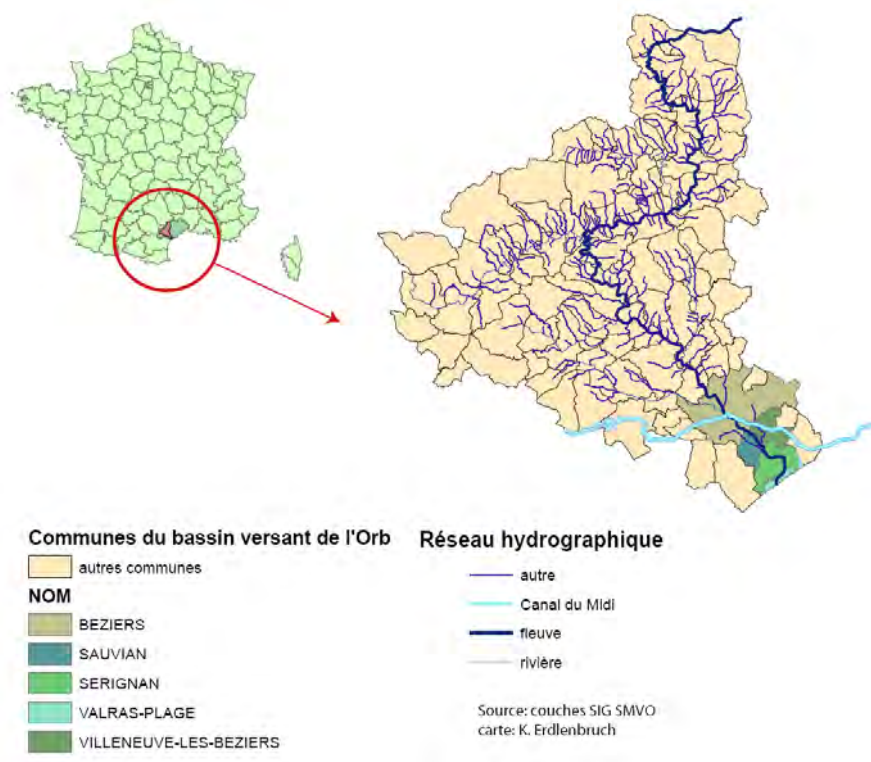 Communes du bassin versant de l'Orb
autres communes
NOM
BEZIERS
SAUVIAN
SERIGNAN
VALRAS-PLAGE
VILLENEUVE-LES-BEZIERS
Réseau hydrographique
autre
Canal du Midi
fleuve
rivière
Source: couches SIG SMVO
carte: K. Erdlenbruch